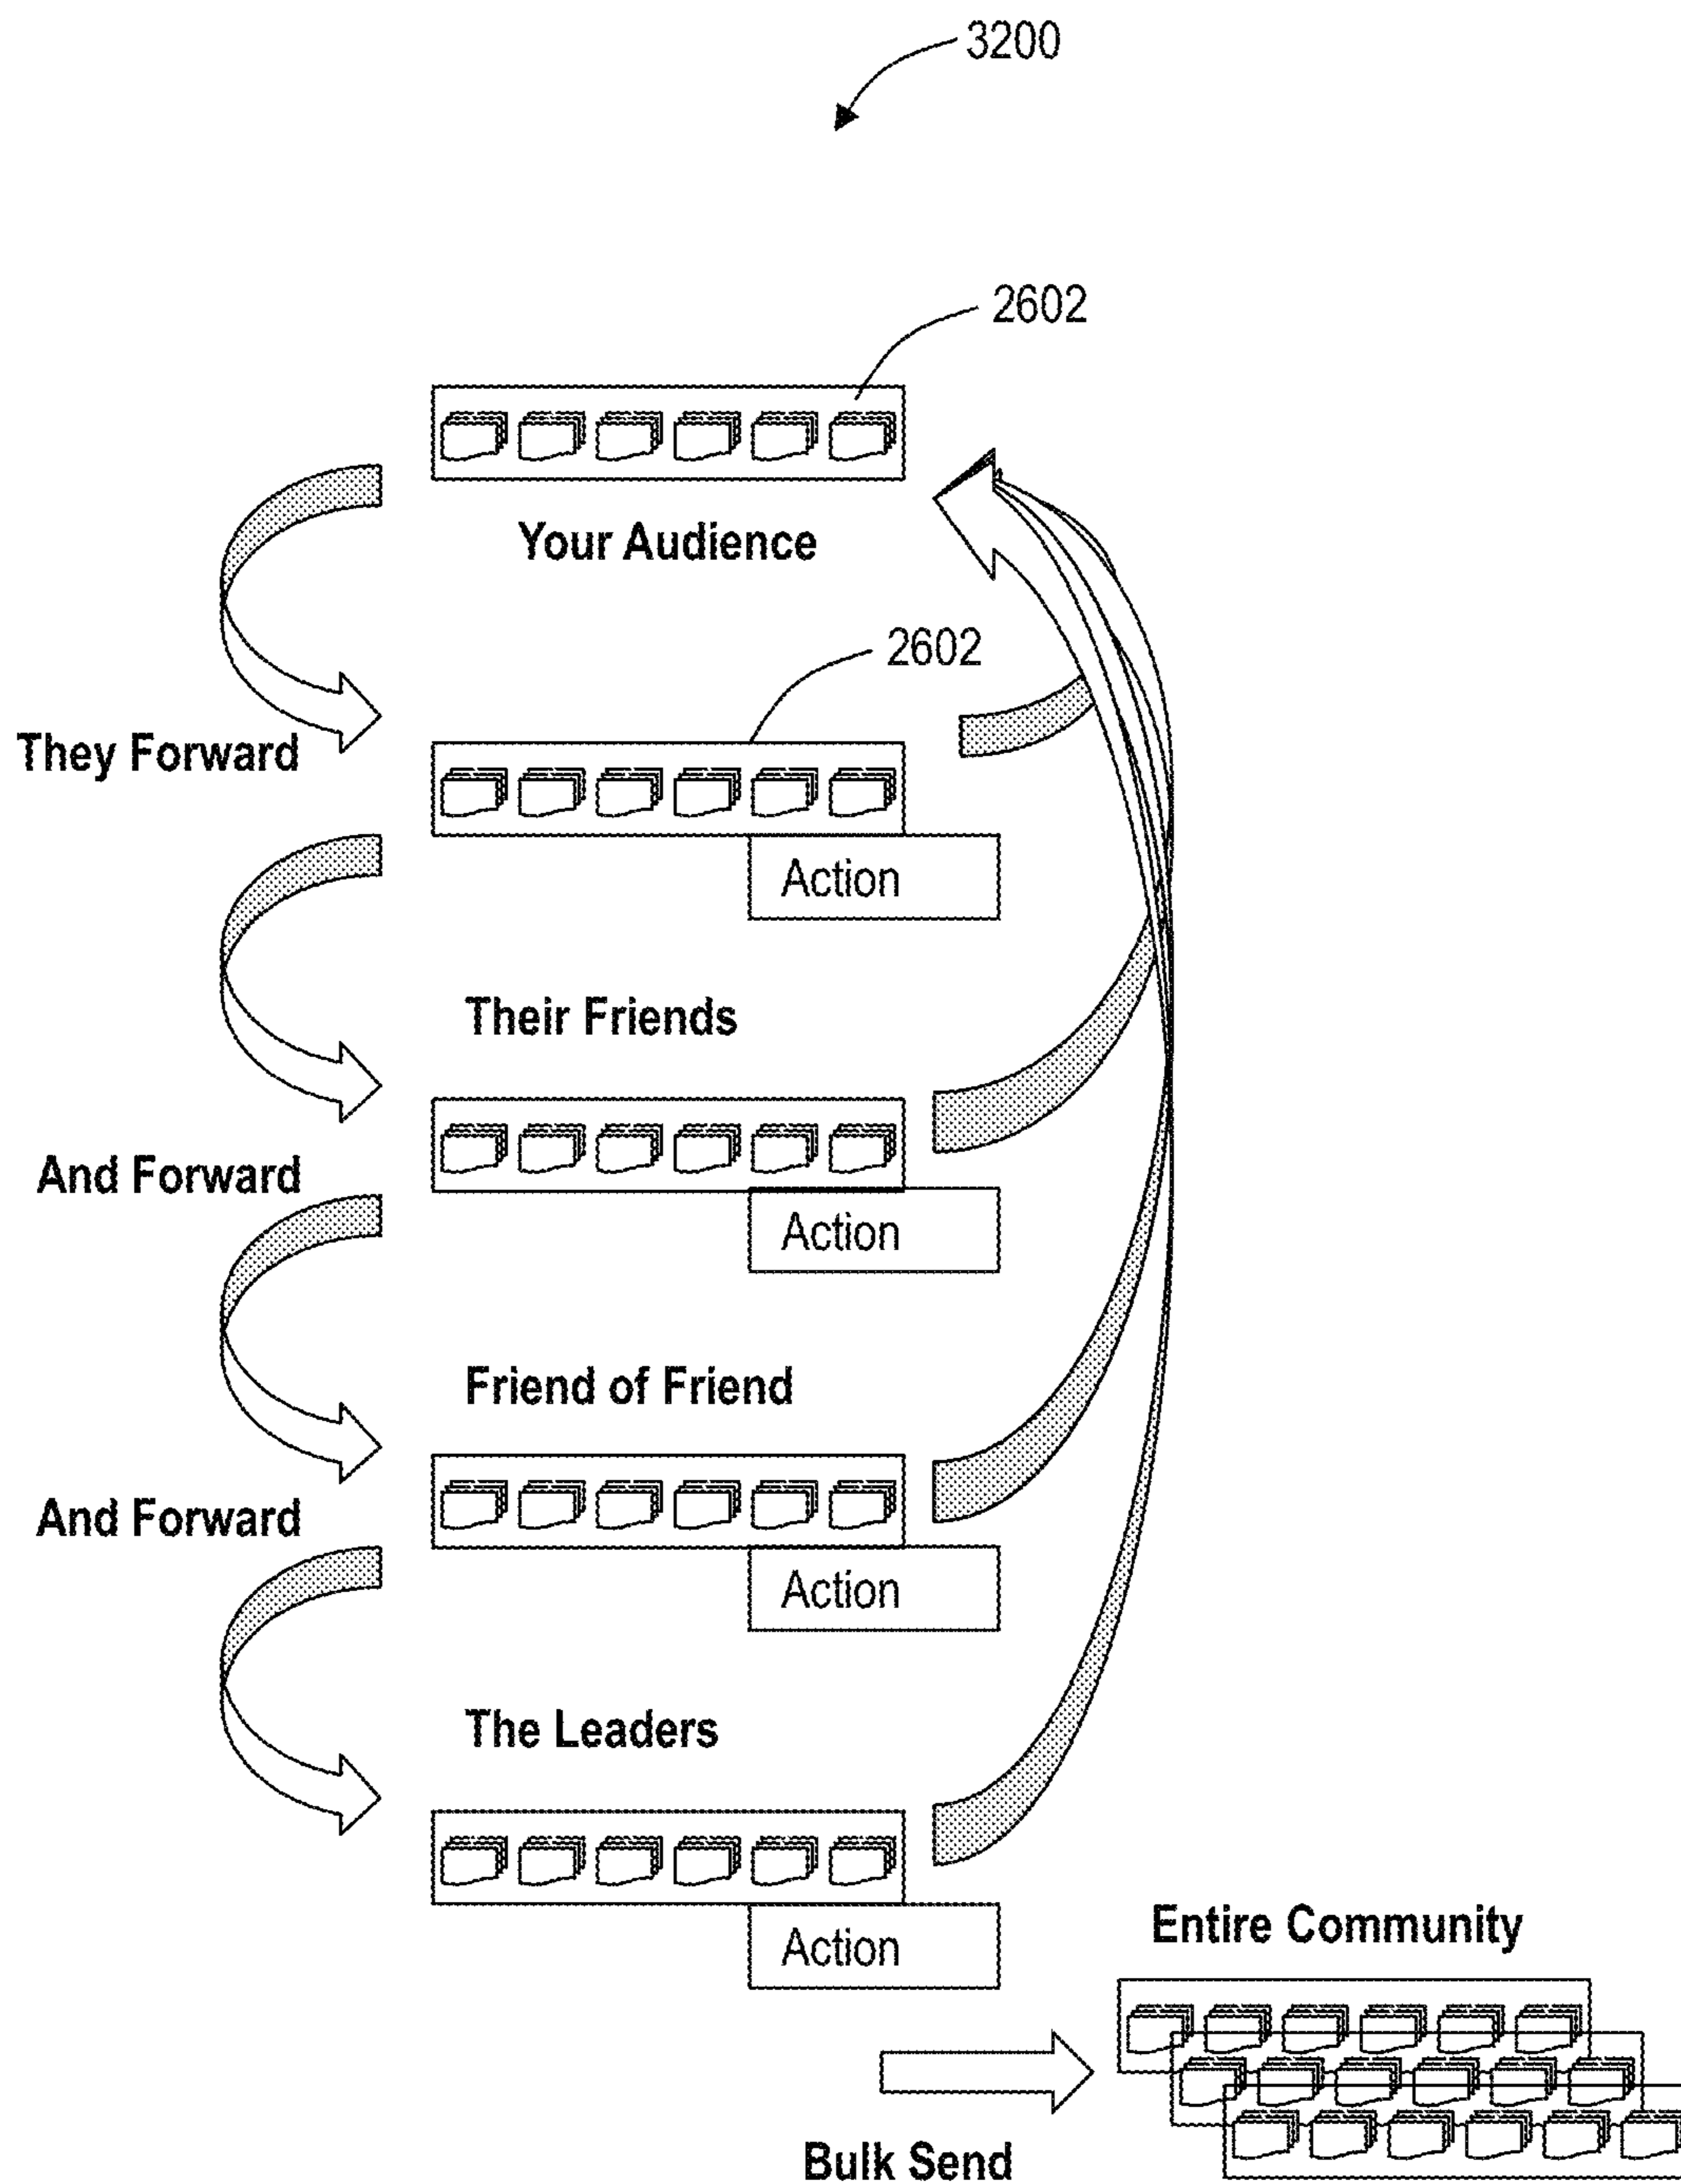 3200
2602
Your Audience
2602
They Forward
Action
Their Friends
And Forward
Action
Friend of Friend
And Forward
Action
The Leaders
Action
Entire Community
Bulk Send